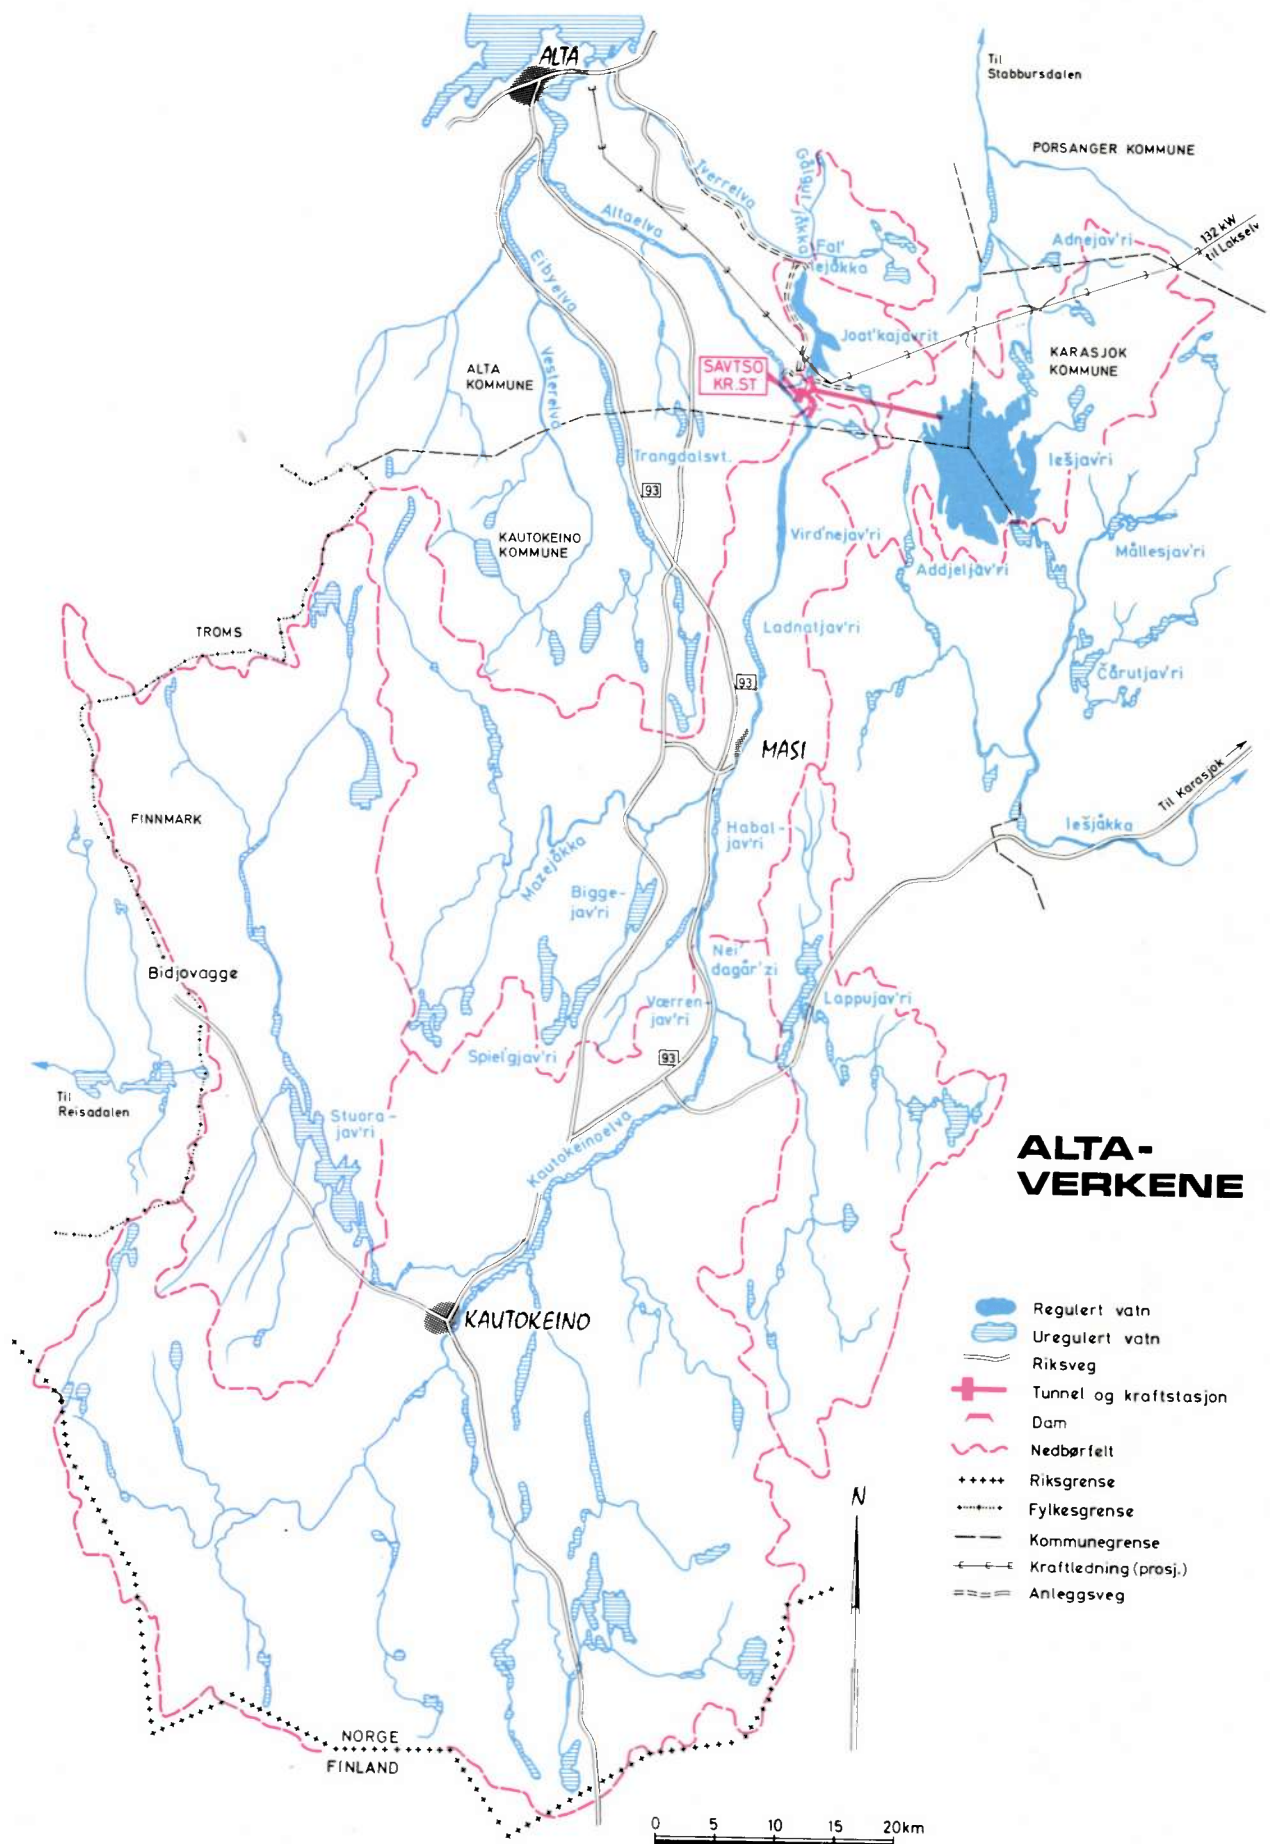 ALTA
Til
Stabbursdalen
PORSANGER KOMMUNE
Tverrelva
Gålgut jåkka
Altaelva
Fal'
lejåkka
Adnejav'ri
132 kW
til Lakselv
Eibyelva
Joat'kajavrit
ALTA
KOMMUNE
Vesterelva
SAVTSO
KR.ST
KARASJOK
KOMMUNE
Trangdalsvt.
Iešjav'ri
93
KAUTOKEINO
KOMMUNE
Vird'nejav'ri
Addjeljav'ri
Mållesjav'ri
TROMS
Ladnatjav'ri
Čårutjav'ri
93
MASI
Til Karasjok
FINNMARK
Habal-
jav'ri
Iešjåkka
Mazejåkka
Bigge-
jav'ri
Bidjovagge
Nei'
dagår'zi
Værren-
jav'ri
Lappujav'ri
Spiel'gjav'ri
93
Til
Reisadalen
Stuora-
jav'ri
Kautokeinoelva
ALTA-
VERKENE
KAUTOKEINO
Regulert vatn
Uregulert vatn
Riksveg
Tunnel og kraftstasjon
Dam
Nedbørfelt
Riksgrense
Fylkesgrense
Kommunegrense
Kraftledning (prosj.)
Anleggsveg
N
NORGE
FINLAND
0 5 10 15 20km